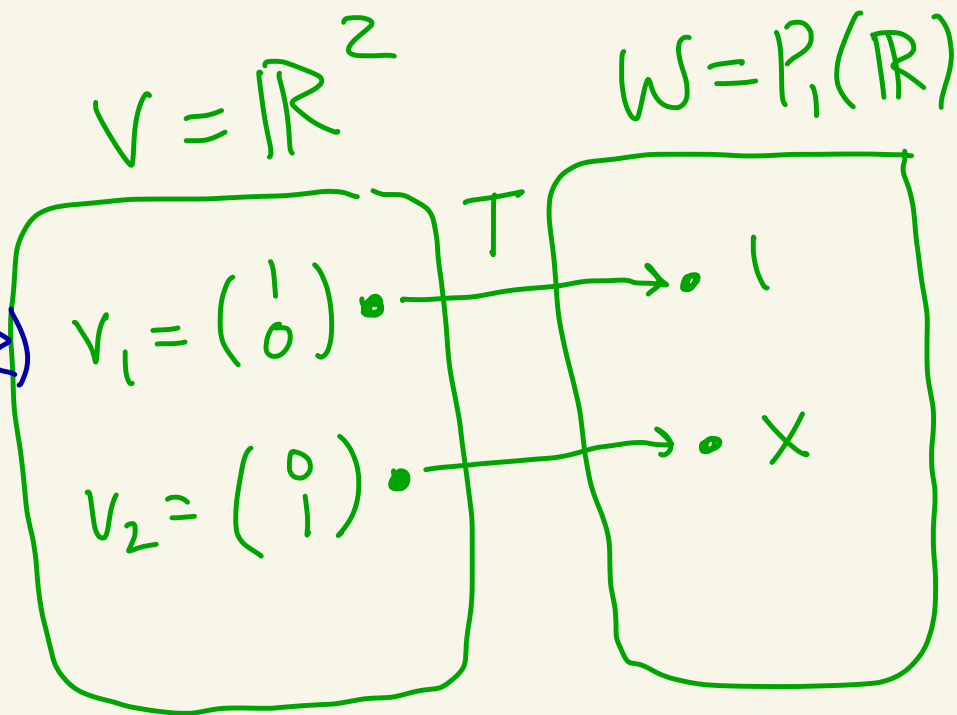 V = ℝ² W = P₁(ℝ)
T
v₁ = (1 0) 1
v₂ = (0 1) x